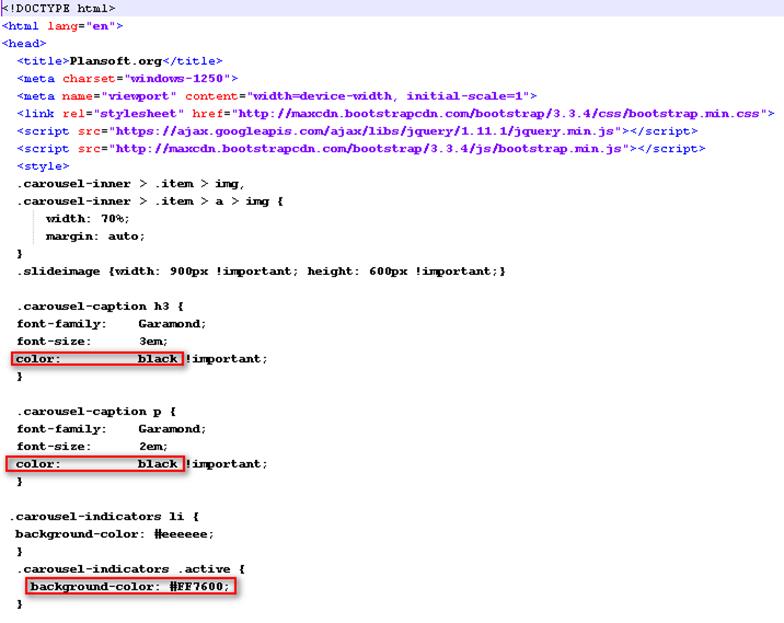 <!DOCTYPE html>
<html lang="en">
<head>
<title>Plansoft.org</title>
<meta charset="windows-1250">
<meta name="viewport" content="width=device-width, initial-scale=1">
<link rel="stylesheet" href="http://maxcdn.bootstrapcdn.com/bootstrap/3.3.4/css/bootstrap.min.css">
<script src="https://ajax.googleapis.com/ajax/libs/jquery/1.11.1/jquery.min.js"></script>
<script src="http://maxcdn.bootstrapcdn.com/bootstrap/3.3.4/js/bootstrap.min.js"></script>
<style>
.carousel-inner > .item > img,
.carousel-inner > .item > a > img {
width: 70%;
margin: auto;
}
.slideimage {width: 900px !important; height: 600px !important;}
.carousel-caption h3 {
font-family: Garamond;
font-size: 3em;
color: black !important;
}
.carousel-caption p {
font-family: Garamond;
font-size: 2em;
color: black !important;
}
.carousel-indicators li {
background-color: #eeeeee;
}
.carousel-indicators .active {
background-color: #FF7600;
}